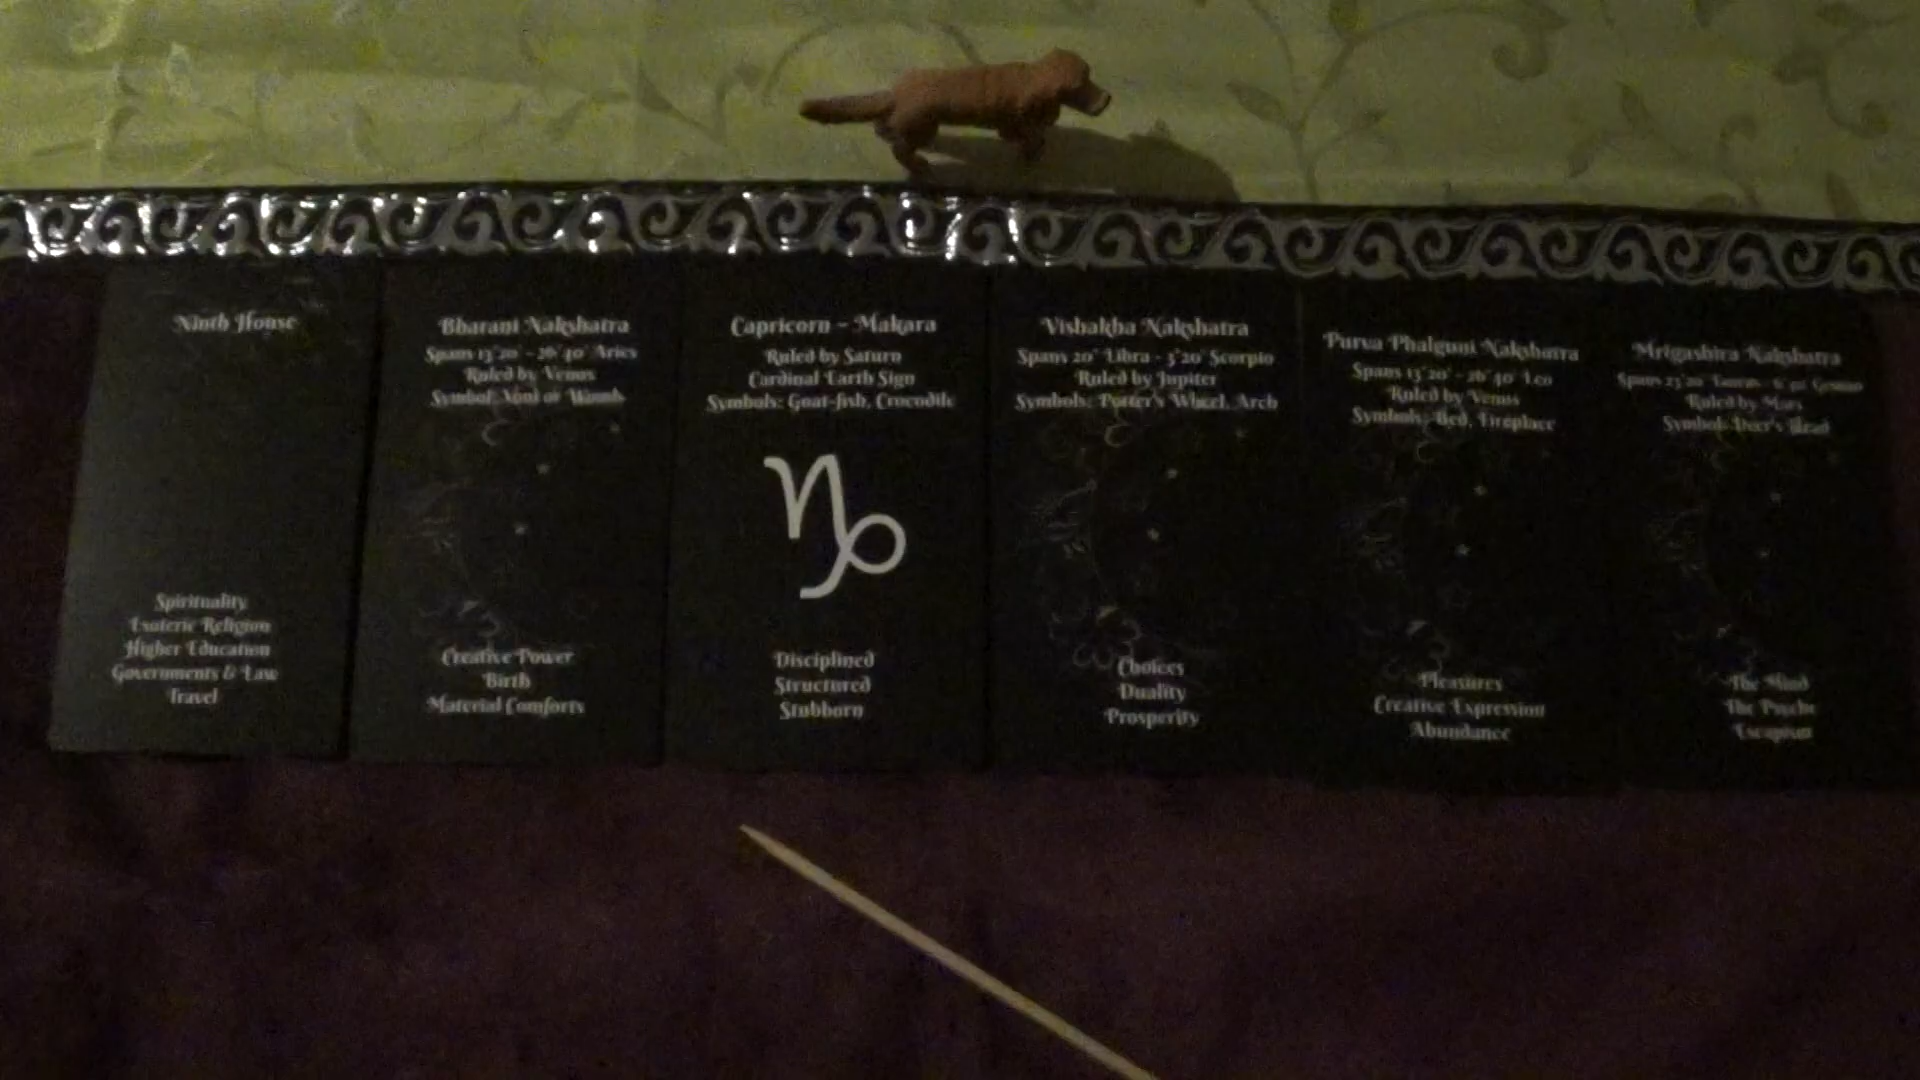 Ninth House
Spirituality
Esoteric Religion
Higher Education
Governments & Law
Travel
Bharani Nakshatra
Spans 13°20' - 26°40' Aries
Ruled by Venus
Symbol: Yoni or Womb
Creative Power
Birth
Material Comforts
Capricorn ~ Makara
Ruled by Saturn
Cardinal Earth Sign
Symbols: Goat-fish, Crocodile
Disciplined
Structured
Stubborn
Vishakha Nakshatra
Spans 20° Libra - 3°20' Scorpio
Ruled by Jupiter
Symbols: Potter's Wheel, Arch
Choices
Duality
Prosperity
Purva Phalguni Nakshatra
Spans 13°20' - 26°40' Leo
Ruled by Venus
Symbols: Bed, Fireplace
Pleasures
Creative Expression
Abundance
Mrigashira Nakshatra
Spans 23°20' Taurus - Gemini
Ruled by Mars
Symbol: Deer's Head
The Mind
The Psyche
Escapism